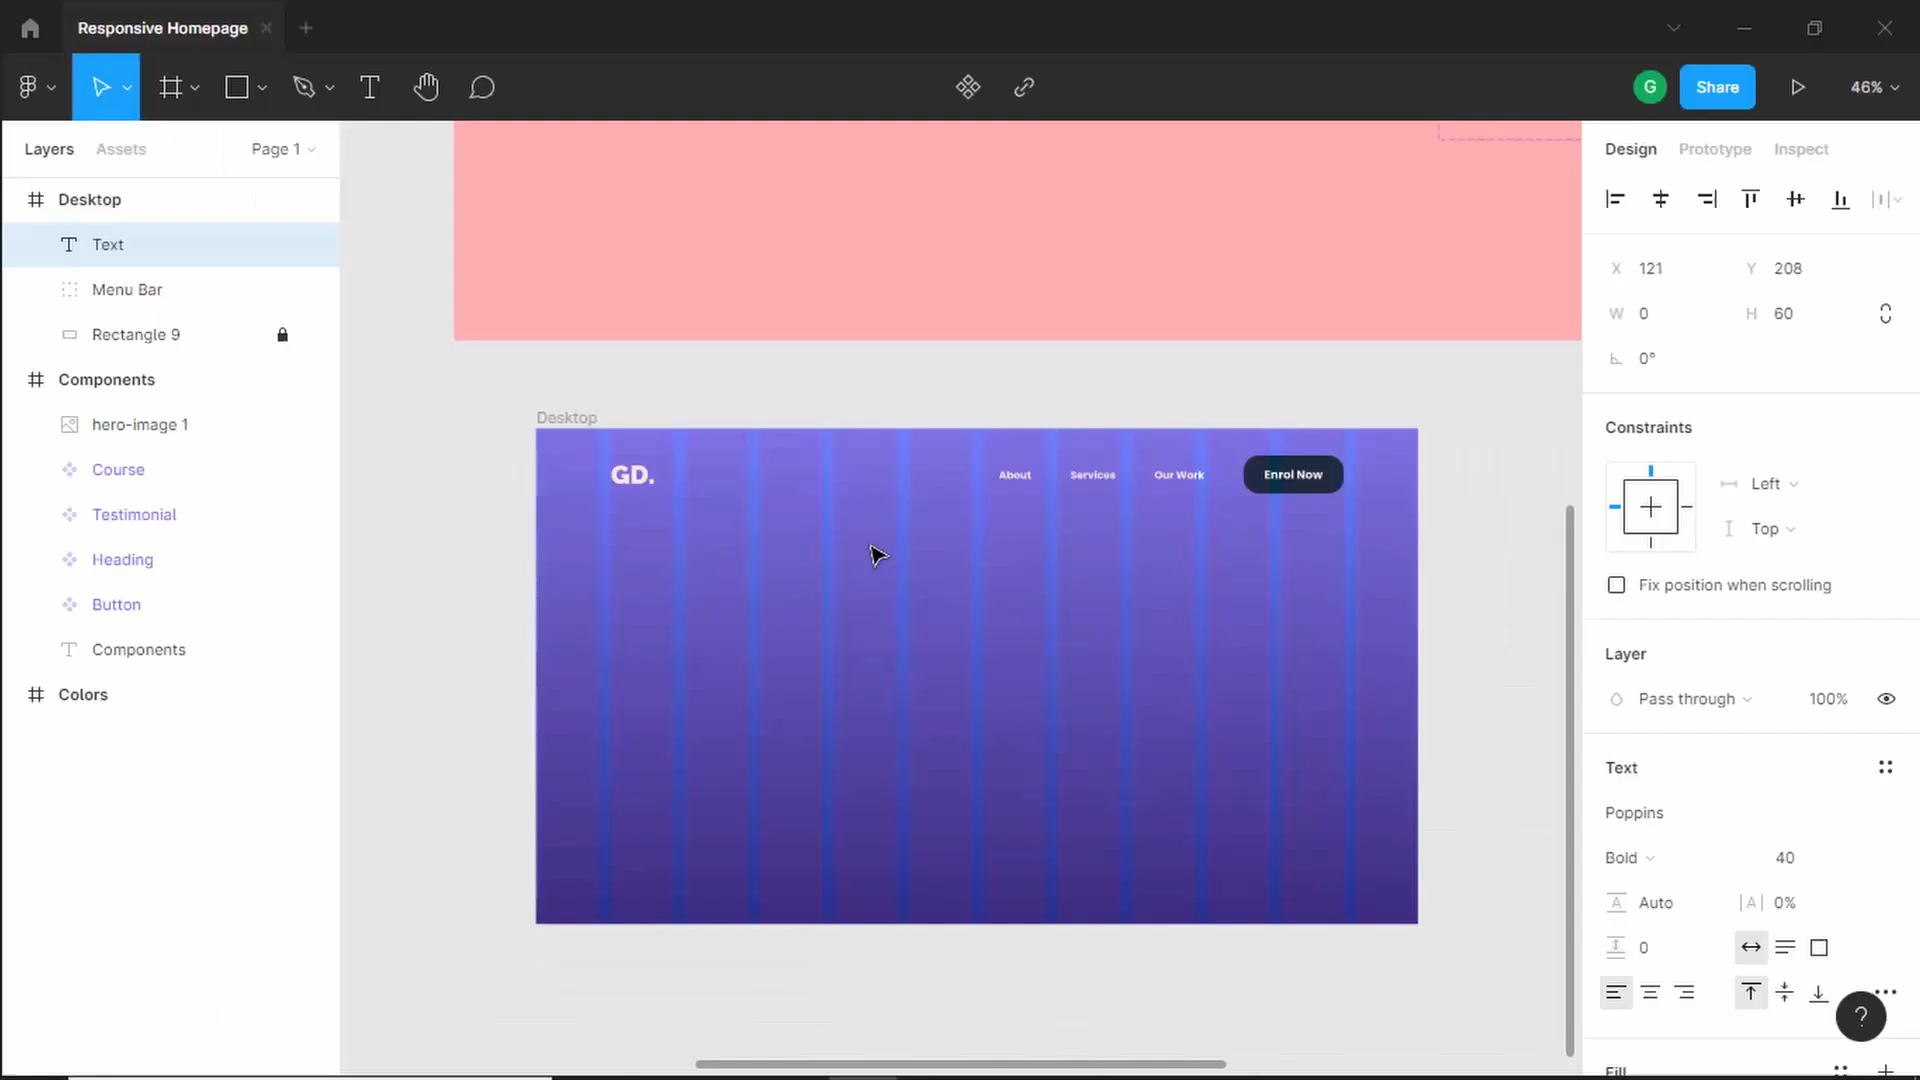 Responsive Homepage
G
Share
46%
Layers
Assets
Page 1
Desktop
Text
Menu Bar
Rectangle 9
Components
hero-image 1
Course
Testimonial
Heading
Button
Components
Colors
Desktop
GD.
About
Services
Our Work
Enrol Now
Design
Prototype
Inspect
X 121
Y 208
W 0
H 60
0°
Constraints
Left
Top
Fix position when scrolling
Layer
Pass through
100%
Text
Poppins
Bold
40
A Auto
|A| 0%
0
?
Fill